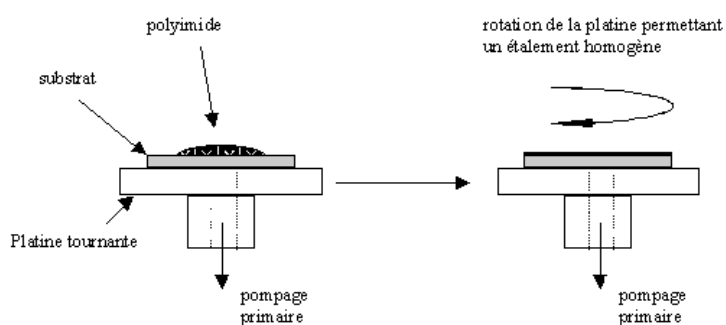 polyimide
substrat
Platine tournante
pompage
primaire
rotation de la platine permettant
un étalement homogène
pompage
primaire